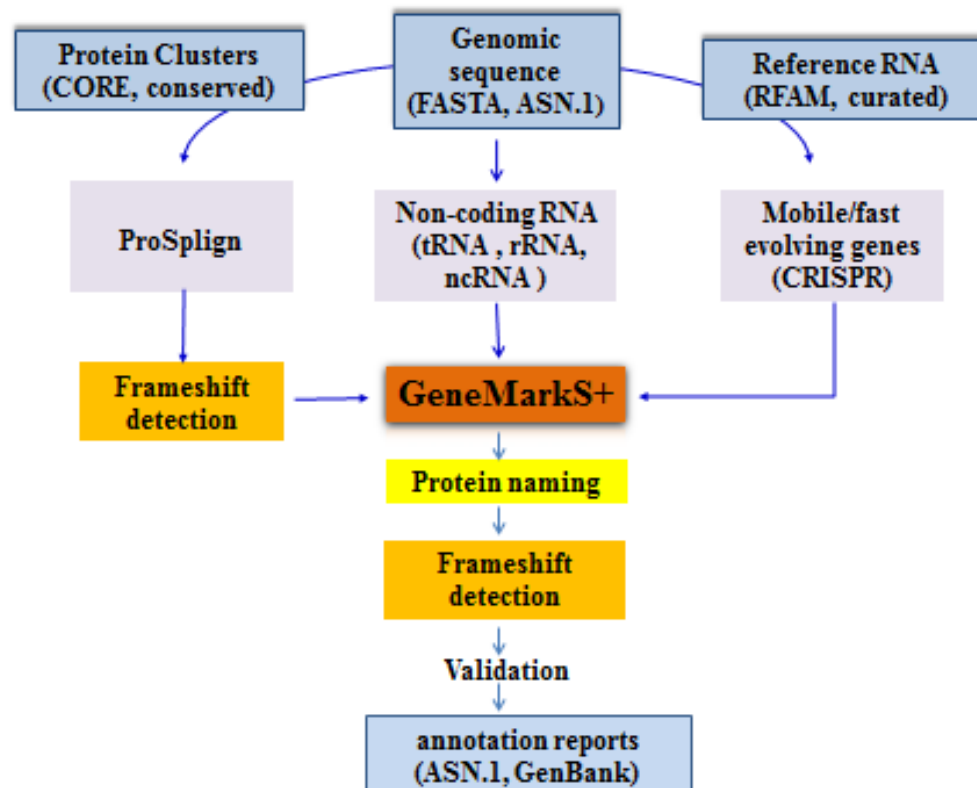 Protein Clusters
(CORE, conserved)
Genomic
sequence
(FASTA, ASN.1)
Reference RNA
(RFAM, curated)
ProSplign
Non-coding RNA
(tRNA , rRNA,
ncRNA )
Mobile/fast
evolving genes
(CRISPR)
Frameshift
detection
GeneMarkS+
Protein naming
Frameshift
detection
Validation
annotation reports
(ASN.1, GenBank)